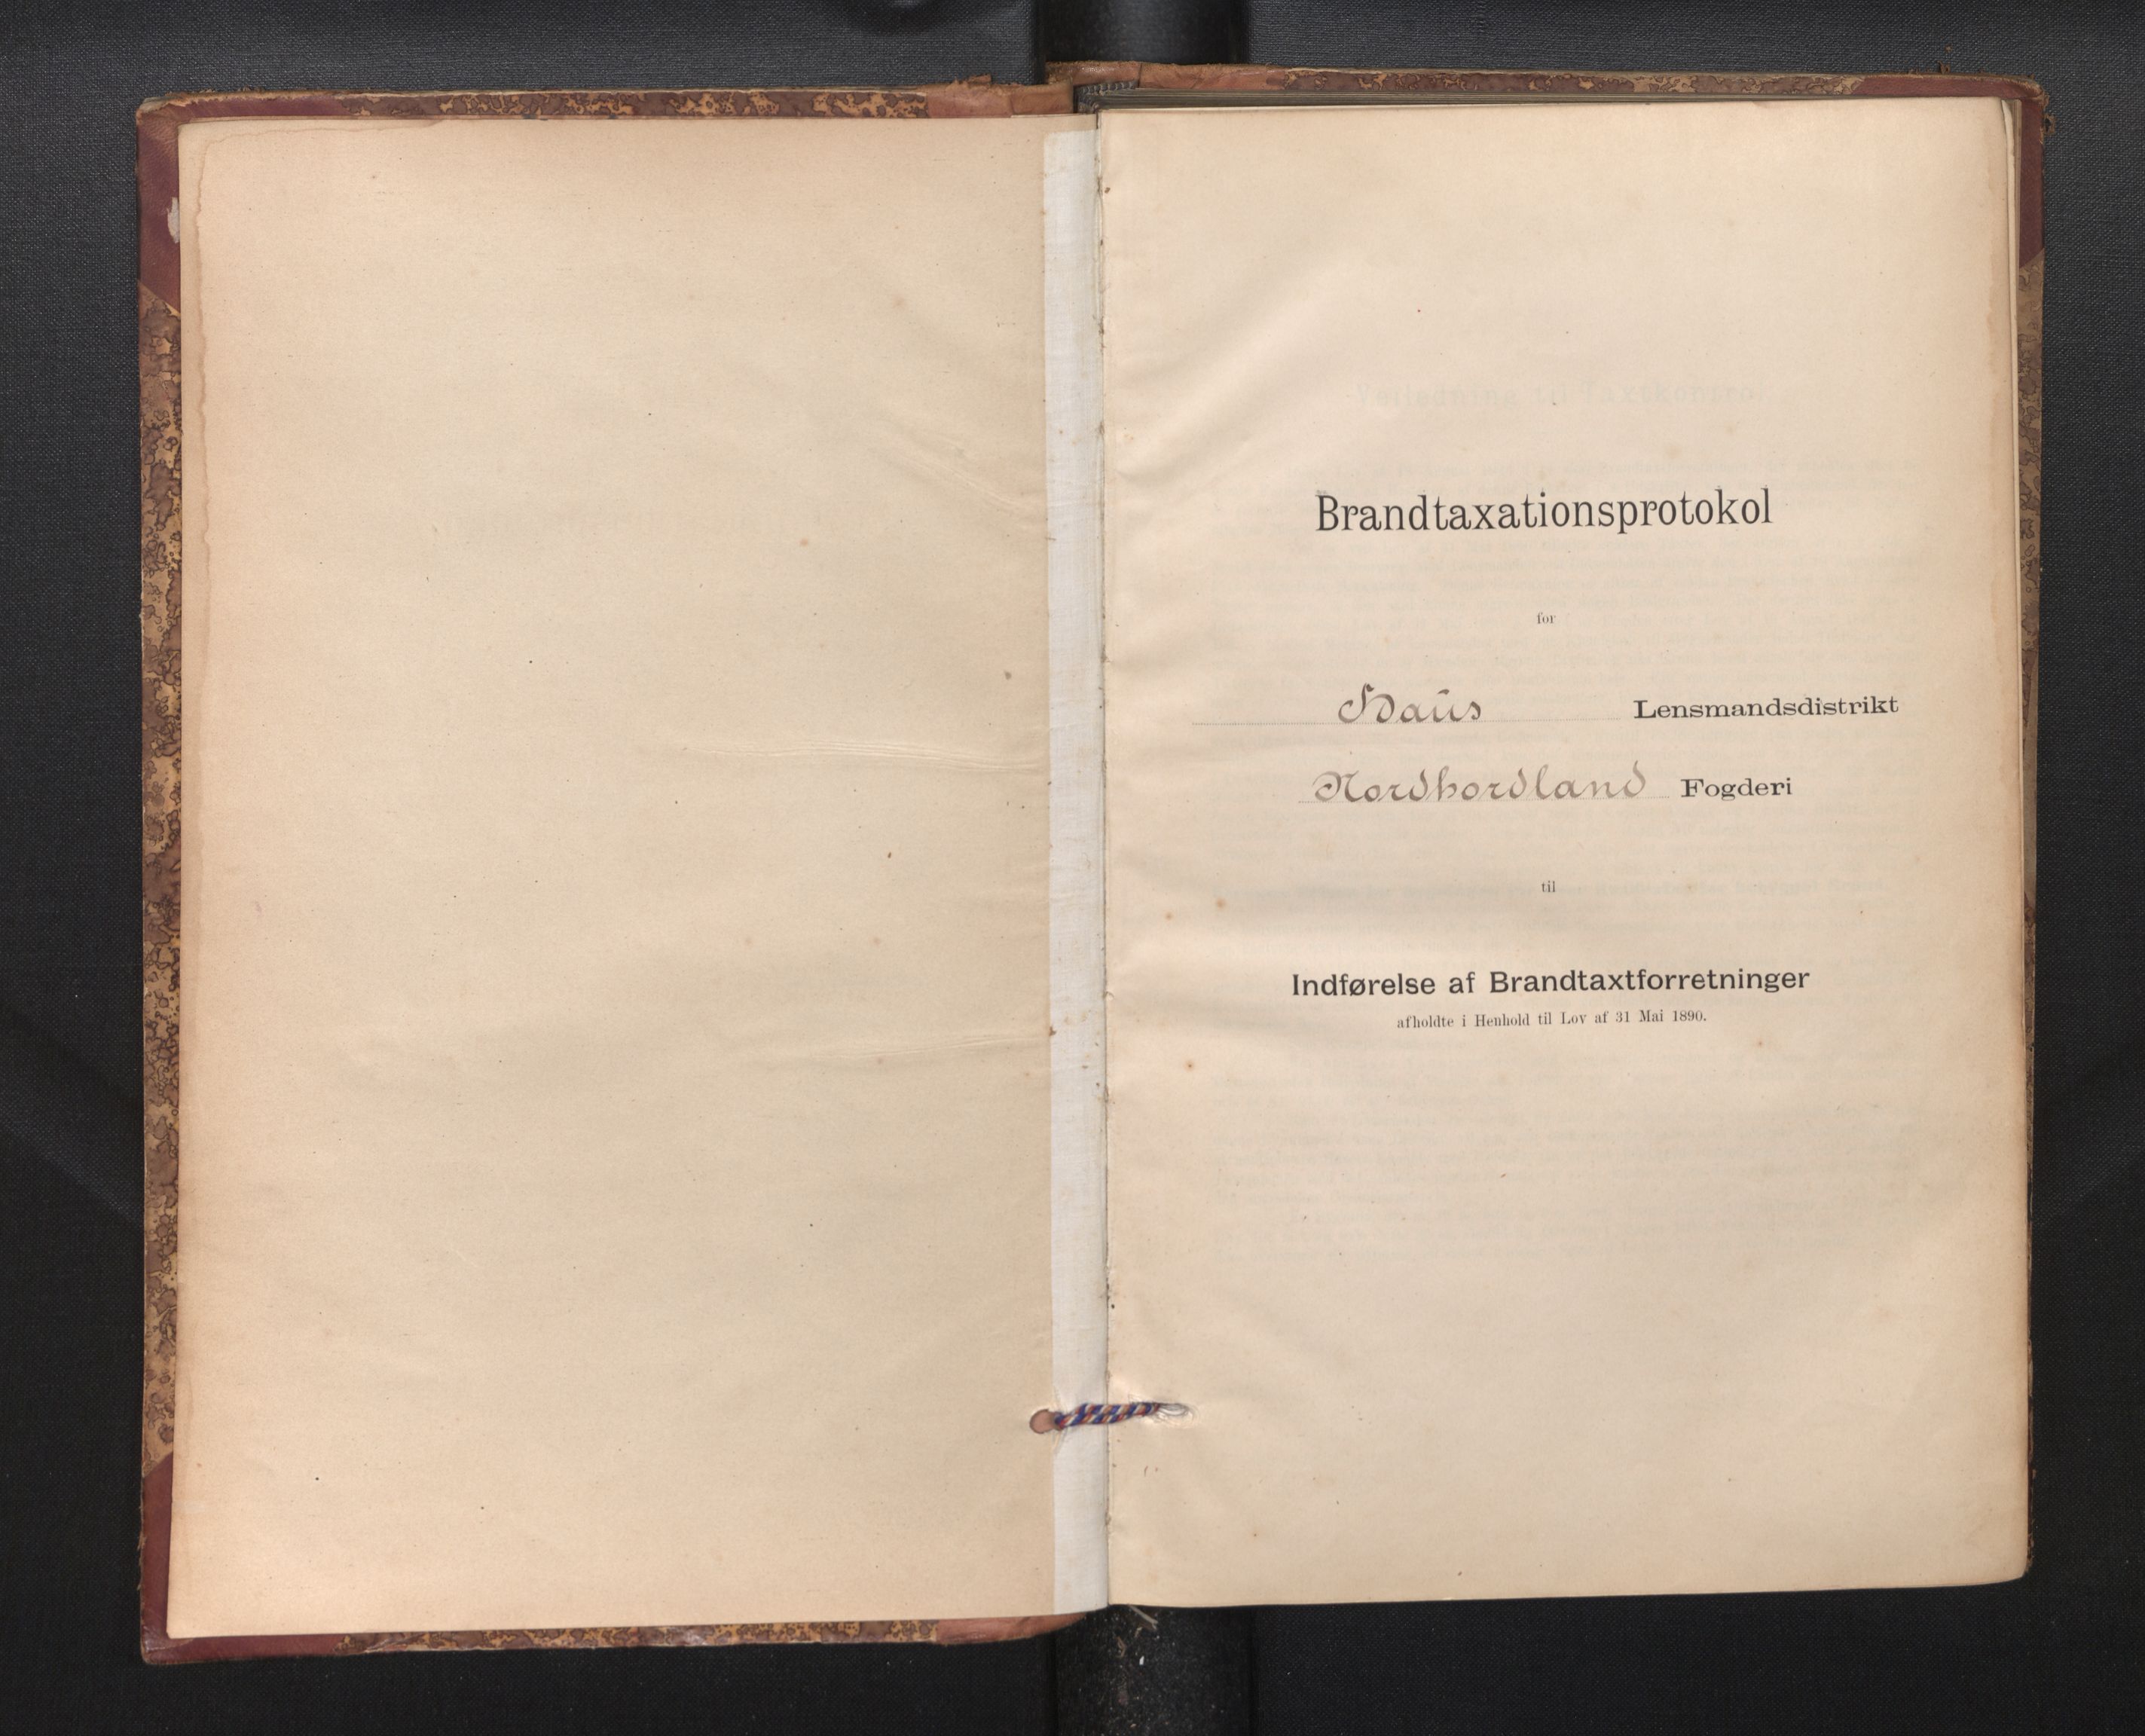 Brandtaxationsprotokol
for
Haus Lensmandsdistrikt
Nordhordland Fogderi
til
Indførelse af Brandtaxtforretninger
afholdte i Henhold til Lov af 31 Mai 1890.